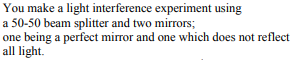 You make a light interference experiment using
a 50-50 beam splitter and two mirrors;
one being a perfect mirror and one which does not reflect
all light.